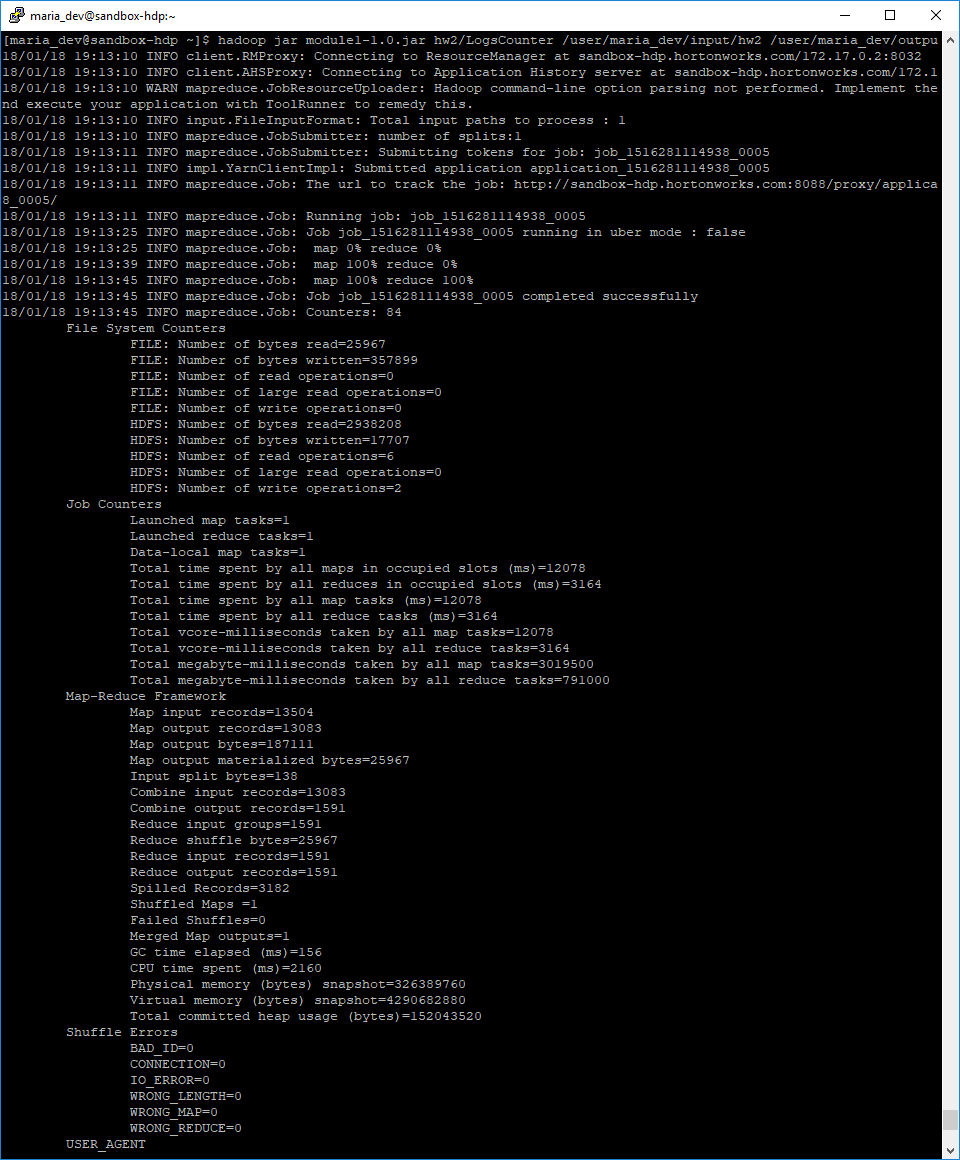 maria_dev@sandbox-hdp:~
[maria_dev@sandbox-hdp ~]$ hadoop jar module1-1.0.jar hw2/LogsCounter /user/maria_dev/input/hw2 /user/maria_dev/outpu
18/01/18 19:13:10 INFO client.RMProxy: Connecting to ResourceManager at sandbox-hdp.hortonworks.com/172.17.0.2:8032
18/01/18 19:13:10 INFO client.AHSProxy: Connecting to Application History server at sandbox-hdp.hortonworks.com/172.1
18/01/18 19:13:10 WARN mapreduce.JobResourceUploader: Hadoop command-line option parsing not performed. Implement the
nd execute your application with ToolRunner to remedy this.
18/01/18 19:13:10 INFO input.FileInputFormat: Total input paths to process : 1
18/01/18 19:13:10 INFO mapreduce.JobSubmitter: number of splits:1
18/01/18 19:13:11 INFO mapreduce.JobSubmitter: Submitting tokens for job: job_1516281114938_0005
18/01/18 19:13:11 INFO impl.YarnClientImpl: Submitted application application_1516281114938_0005
18/01/18 19:13:11 INFO mapreduce.Job: The url to track the job: http://sandbox-hdp.hortonworks.com:8088/proxy/applica
8_0005/
18/01/18 19:13:11 INFO mapreduce.Job: Running job: job_1516281114938_0005
18/01/18 19:13:25 INFO mapreduce.Job: Job job_1516281114938_0005 running in uber mode : false
18/01/18 19:13:25 INFO mapreduce.Job:  map 0% reduce 0%
18/01/18 19:13:39 INFO mapreduce.Job:  map 100% reduce 0%
18/01/18 19:13:45 INFO mapreduce.Job:  map 100% reduce 100%
18/01/18 19:13:45 INFO mapreduce.Job: Job job_1516281114938_0005 completed successfully
18/01/18 19:13:45 INFO mapreduce.Job: Counters: 84
File System Counters
FILE: Number of bytes read=25967
FILE: Number of bytes written=357899
FILE: Number of read operations=0
FILE: Number of large read operations=0
FILE: Number of write operations=0
HDFS: Number of bytes read=2938208
HDFS: Number of bytes written=17707
HDFS: Number of read operations=6
HDFS: Number of large read operations=0
HDFS: Number of write operations=2
Job Counters
Launched map tasks=1
Launched reduce tasks=1
Data-local map tasks=1
Total time spent by all maps in occupied slots (ms)=12078
Total time spent by all reduces in occupied slots (ms)=3164
Total time spent by all map tasks (ms)=12078
Total time spent by all reduce tasks (ms)=3164
Total vcore-milliseconds taken by all map tasks=12078
Total vcore-milliseconds taken by all reduce tasks=3164
Total megabyte-milliseconds taken by all map tasks=3019500
Total megabyte-milliseconds taken by all reduce tasks=791000
Map-Reduce Framework
Map input records=13504
Map output records=13083
Map output bytes=187111
Map output materialized bytes=25967
Input split bytes=138
Combine input records=13083
Combine output records=1591
Reduce input groups=1591
Reduce shuffle bytes=25967
Reduce input records=1591
Reduce output records=1591
Spilled Records=3182
Shuffled Maps =1
Failed Shuffles=0
Merged Map outputs=1
GC time elapsed (ms)=156
CPU time spent (ms)=2160
Physical memory (bytes) snapshot=326389760
Virtual memory (bytes) snapshot=4290682880
Total committed heap usage (bytes)=152043520
Shuffle Errors
BAD_ID=0
CONNECTION=0
IO_ERROR=0
WRONG_LENGTH=0
WRONG_MAP=0
WRONG_REDUCE=0
USER_AGENT